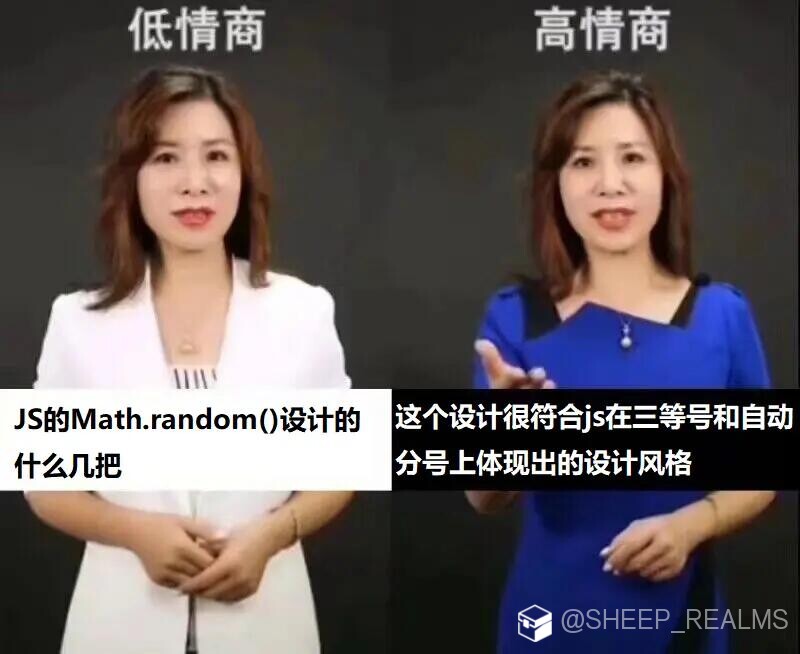 低情商
高情商
JS的Math.random()设计的
什么几把
这个设计很符合js在三等号和自动
分号上体现出的设计风格
@SHEEP_REALMS